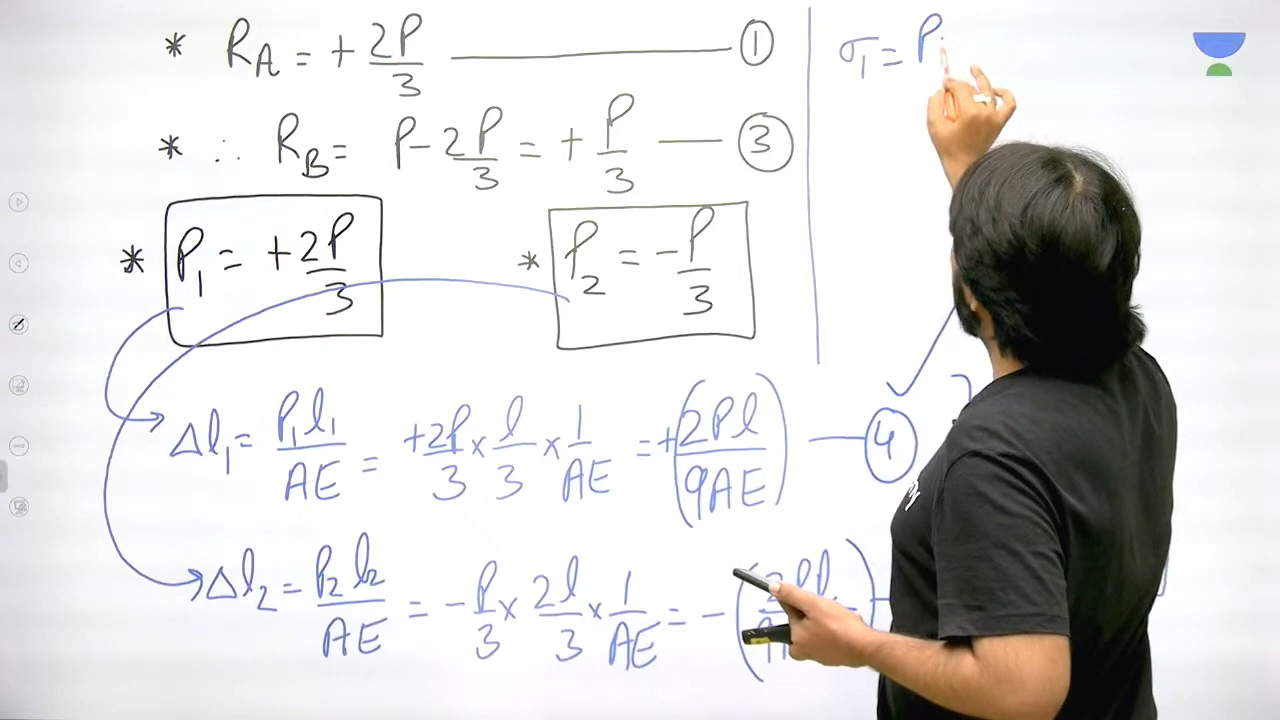 * R_A = + 2P/3 ——— ①
* ∴ R_B = P - 2P/3 = + P/3 —— ③
* P_1 = + 2P/3
* P_2 = - P/3
Δl_1 = P_1 l_1/AE = +2P/3 × l/3 × 1/AE = +(2Pl/9AE) — ④
Δl_2 = P_2 l_2/AE = - P/3 × 2l/3 × 1/AE = -(2Pl
σ_1 = P